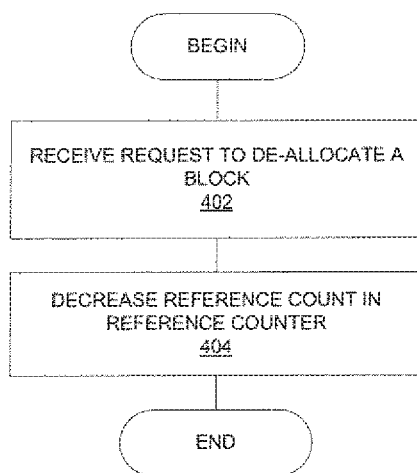 BEGIN
RECEIVE REQUEST TO DE-ALLOCATE A
BLOCK
402
DECREASE REFERENCE COUNT IN
REFERENCE COUNTER
404
END